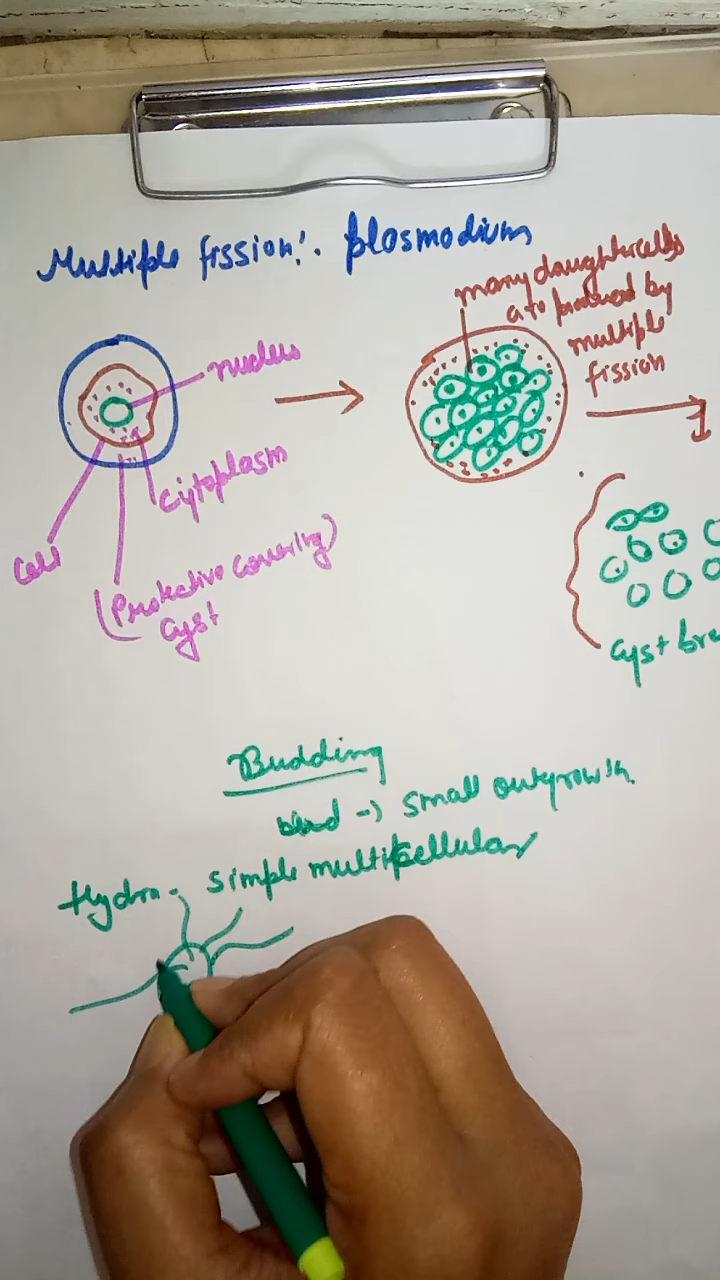 Multiple fission: plasmodium
many daughter cells
are produced by
multiple
fission
nucleus
cytoplasm
Cell
(Protective covering)
Cyst
Cyst bre
Budding
bud → small outgrowth
Hydra - simple multicellular